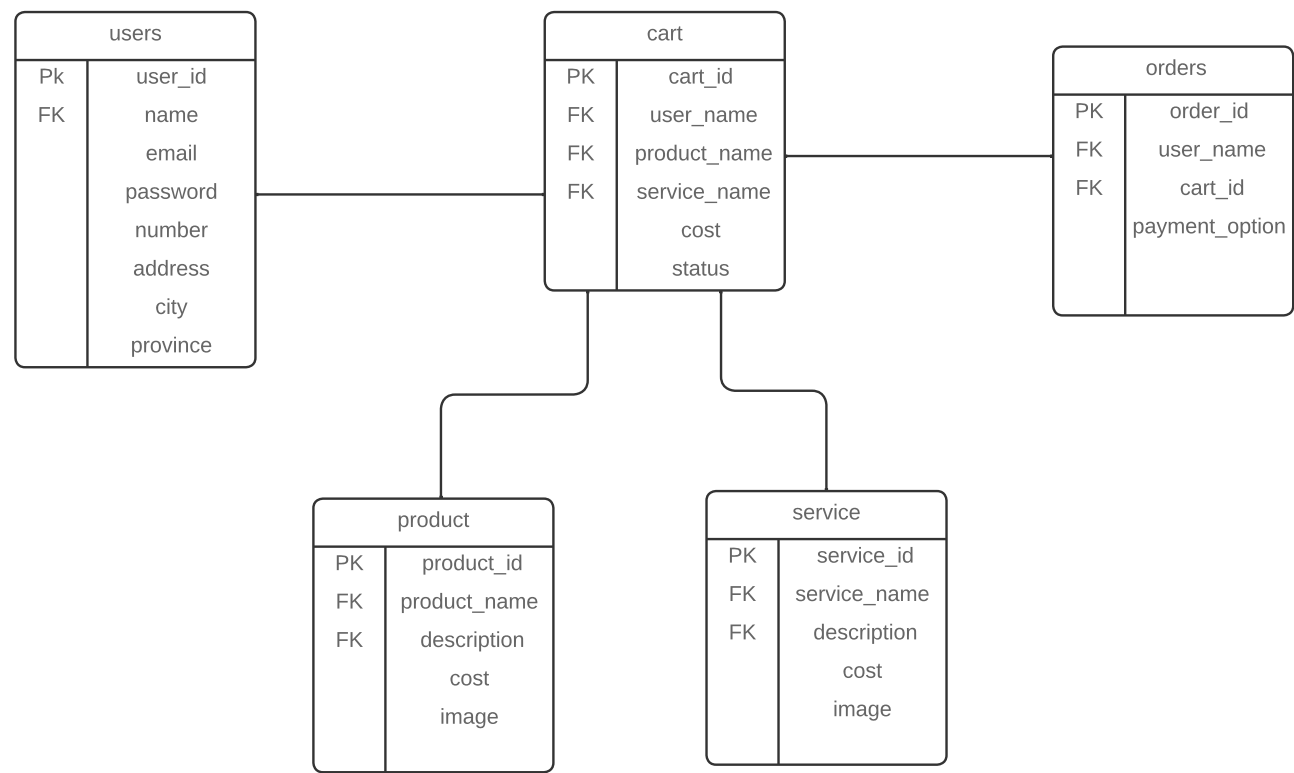 users
Pk user_id
FK name
email
password
number
address
city
province
cart
PK cart_id
FK user_name
FK product_name
FK service_name
cost
status
orders
PK order_id
FK user_name
FK cart_id
payment_option
product
PK product_id
FK product_name
FK description
cost
image
service
PK service_id
FK service_name
FK description
cost
image